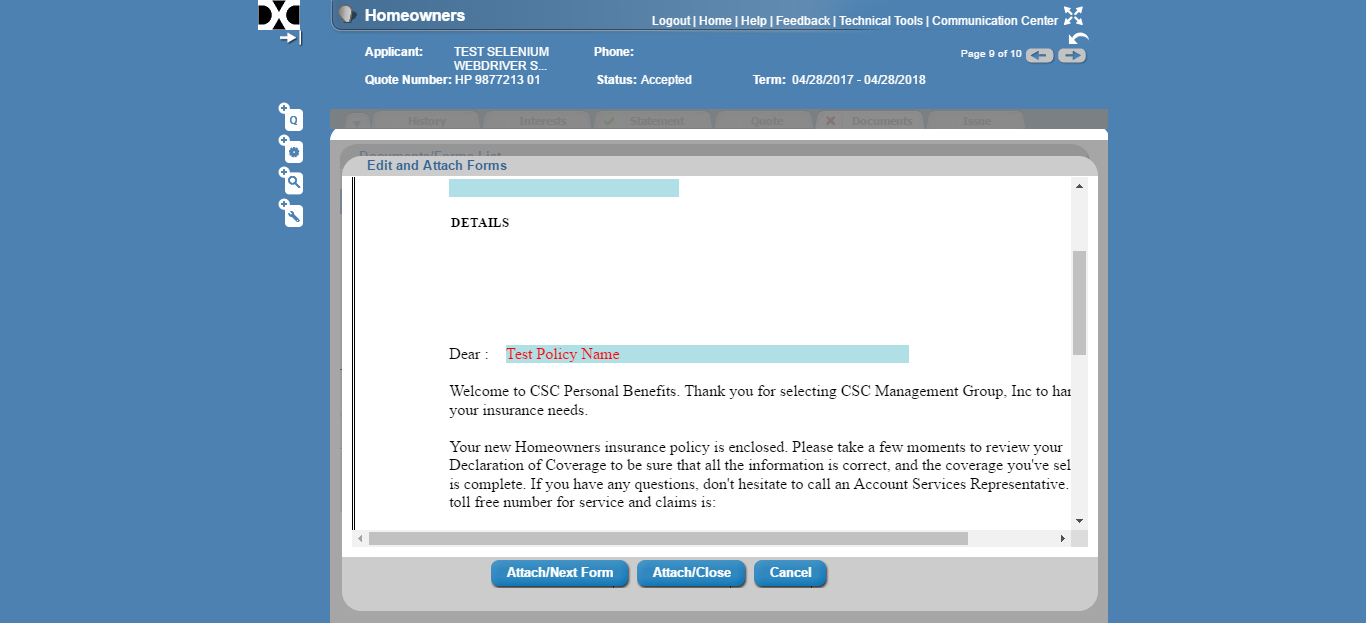 Homeowners
Logout | Home | Help | Feedback | Technical Tools | Communication Center
Applicant: TEST SELENIUM WEBDRIVER S... Phone:
Page 9 of 10
Quote Number: HP 9877213 01 Status: Accepted Term: 04/28/2017 - 04/28/2018
Q
History Interests Statement Quote Documents Issue
Documents/Forms List
Edit and Attach Forms
DETAILS
Dear : Test Policy Name
Welcome to CSC Personal Benefits. Thank you for selecting CSC Management Group, Inc to har
your insurance needs.
Your new Homeowners insurance policy is enclosed. Please take a few moments to review your
Declaration of Coverage to be sure that all the information is correct, and the coverage you've sel
is complete. If you have any questions, don't hesitate to call an Account Services Representative.
toll free number for service and claims is:
Attach/Next Form Attach/Close Cancel